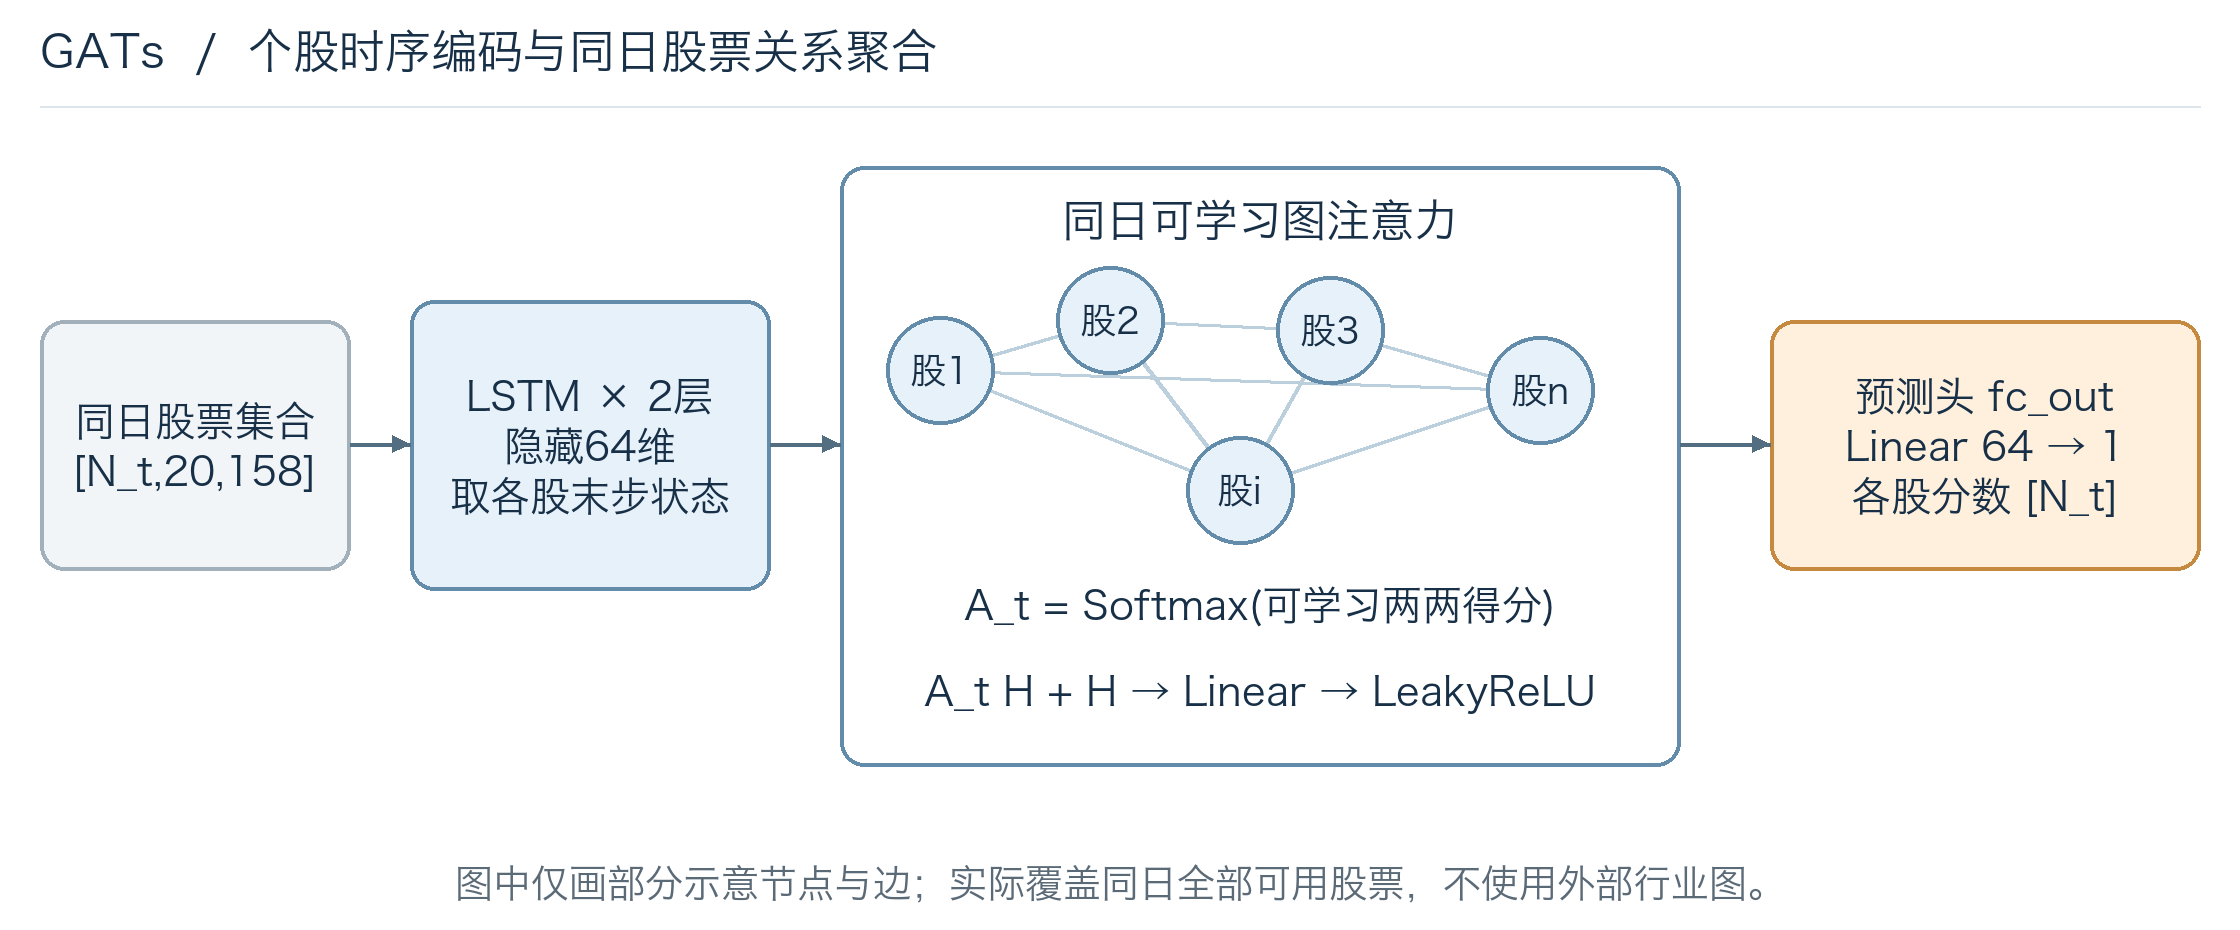 GATs / 个股时序编码与同日股票关系聚合
同日股票集合
[N_t,20,158]
LSTM × 2层
隐藏64维
取各股末步状态
同日可学习图注意力
股1
股2
股3
股n
股i
A_t = Softmax(可学习两两得分)
A_t H + H → Linear → LeakyReLU
预测头 fc_out
Linear 64 → 1
各股分数 [N_t]
图中仅画部分示意节点与边；实际覆盖同日全部可用股票，不使用外部行业图。